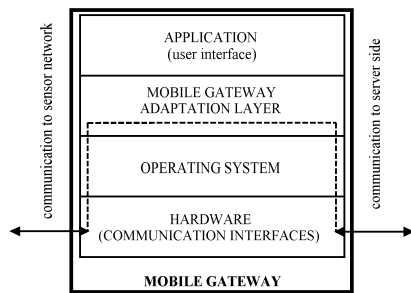 APPLICATION
(user interface)
MOBILE GATEWAY
ADAPTATION LAYER
OPERATING SYSTEM
HARDWARE
(COMMUNICATION INTERFACES)
MOBILE GATEWAY
communication to sensor network
communication to server side